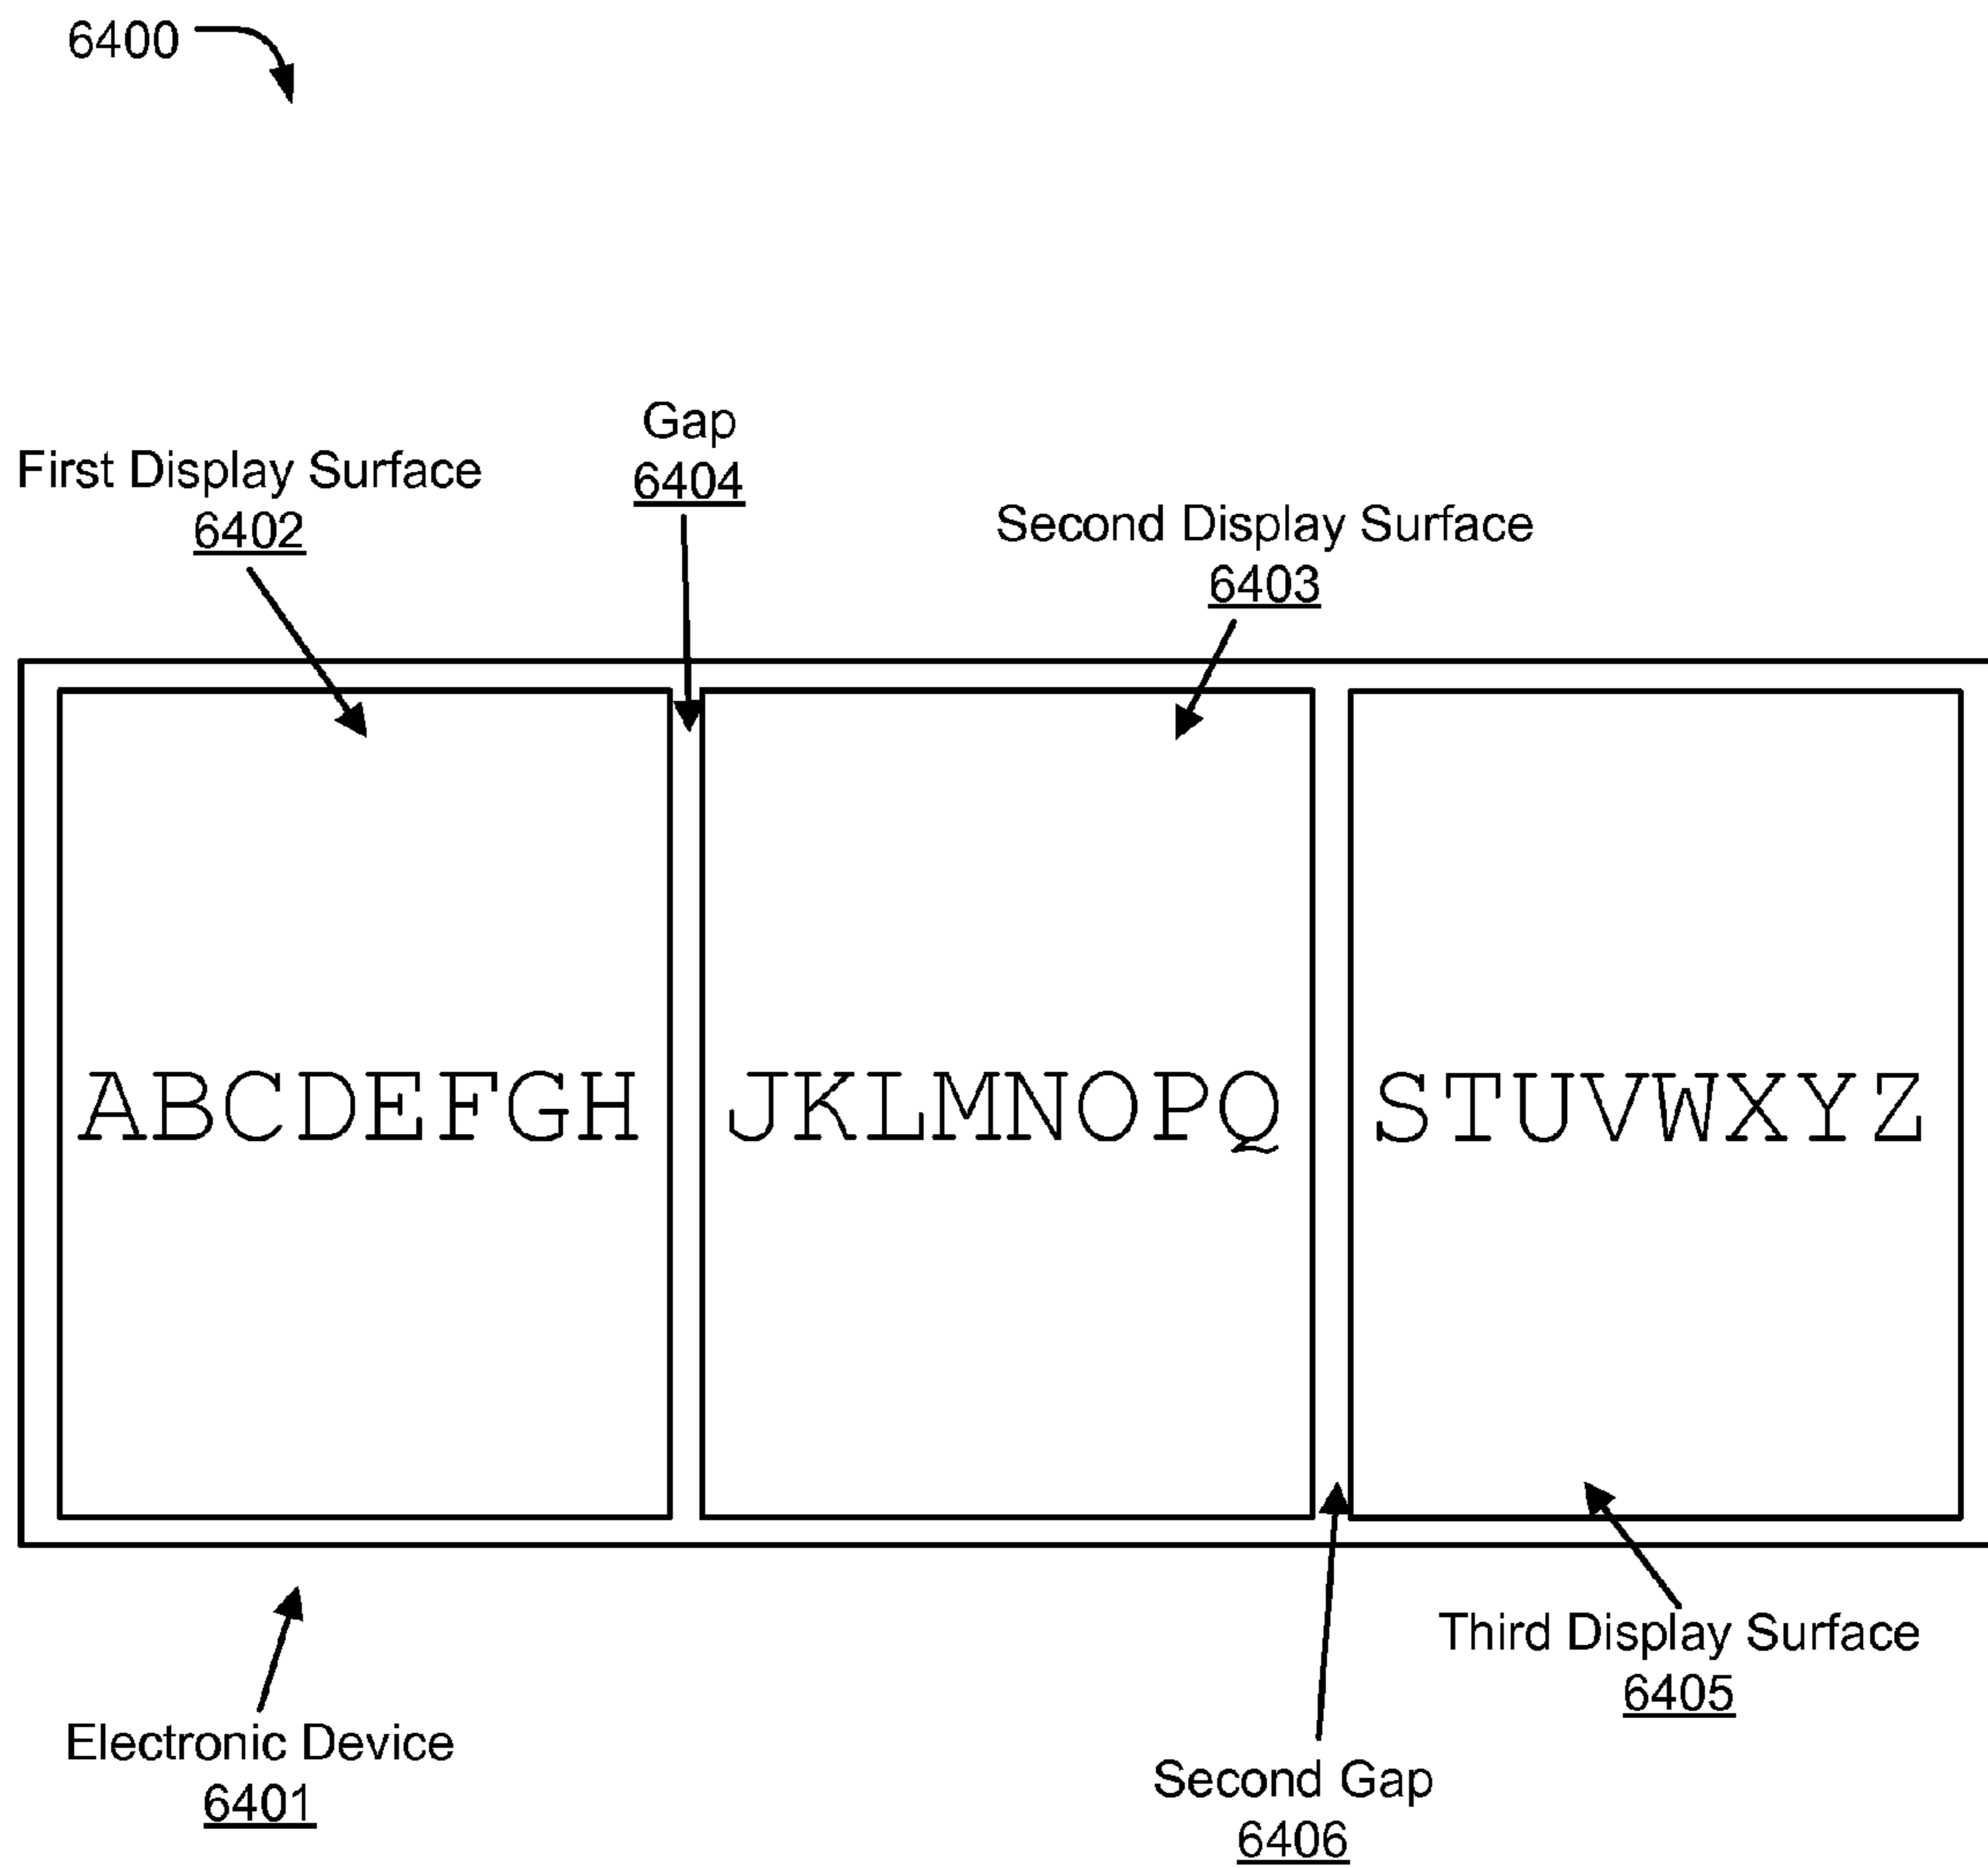 6400
Gap
6404
First Display Surface
6402
Second Display Surface
6403
ABCDEFGH
JKLMNOPQ
STUVWXYZ
Third Display Surface
6405
Electronic Device
6401
Second Gap
6406